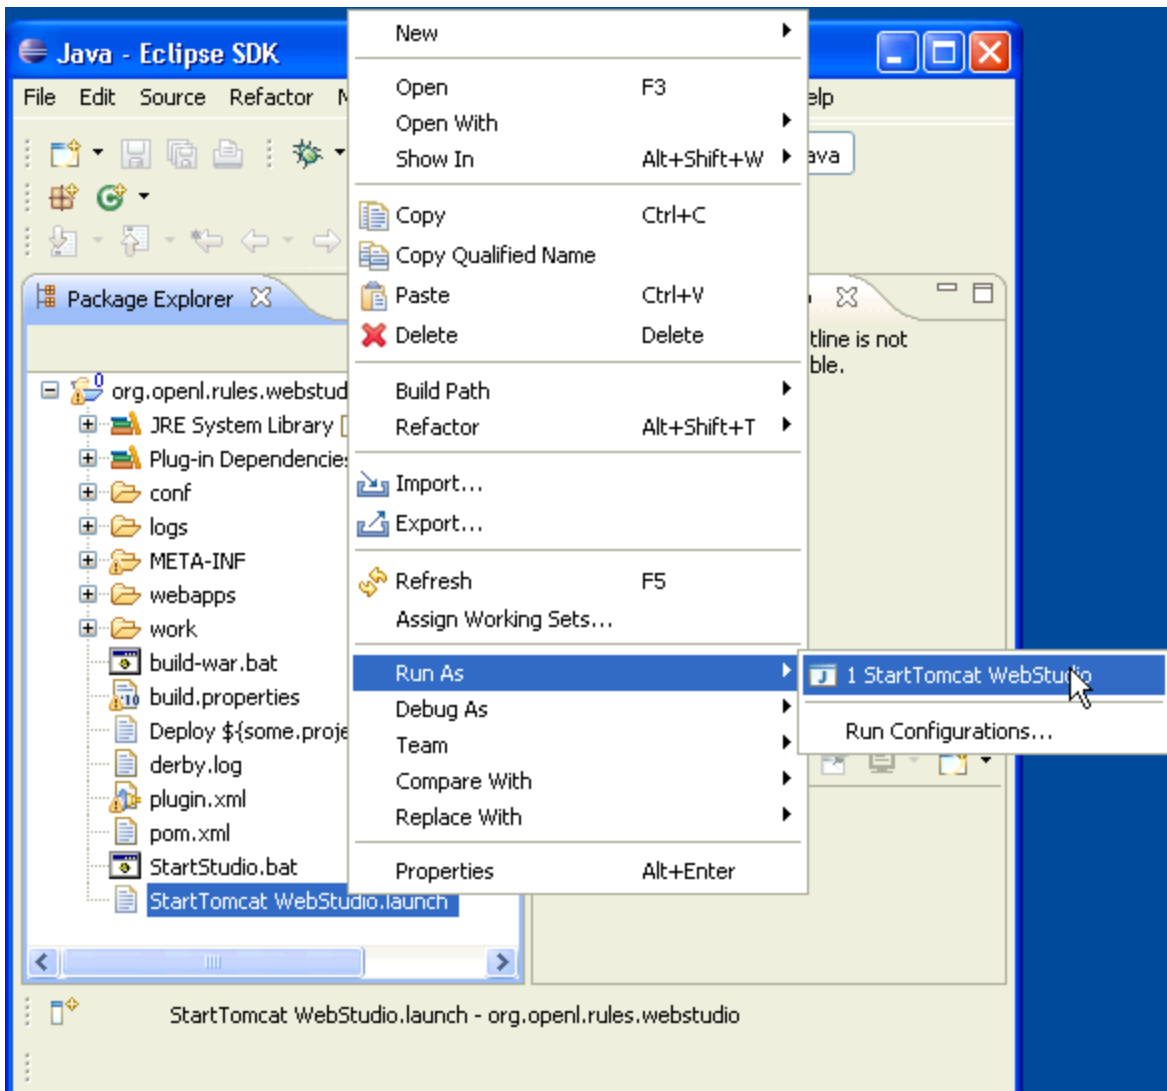 Java - Eclipse SDK
File Edit Source Refactor
elp
ava
Package Explorer
tline is not
ble.
org.openl.rules.webstud
JRE System Library [
Plug-in Dependencies
conf
logs
META-INF
webapps
work
build-war.bat
build.properties
Deploy ${some.proje
derby.log
plugin.xml
pom.xml
StartStudio.bat
StartTomcat WebStudio.launch
New
Open F3
Open With
Show In Alt+Shift+W
Copy Ctrl+C
Copy Qualified Name
Paste Ctrl+V
Delete Delete
Build Path
Refactor Alt+Shift+T
Import...
Export...
Refresh F5
Assign Working Sets...
Run As
Debug As
Team
Compare With
Replace With
Properties Alt+Enter
1 StartTomcat WebStudio
Run Configurations...
StartTomcat WebStudio.launch - org.openl.rules.webstudio